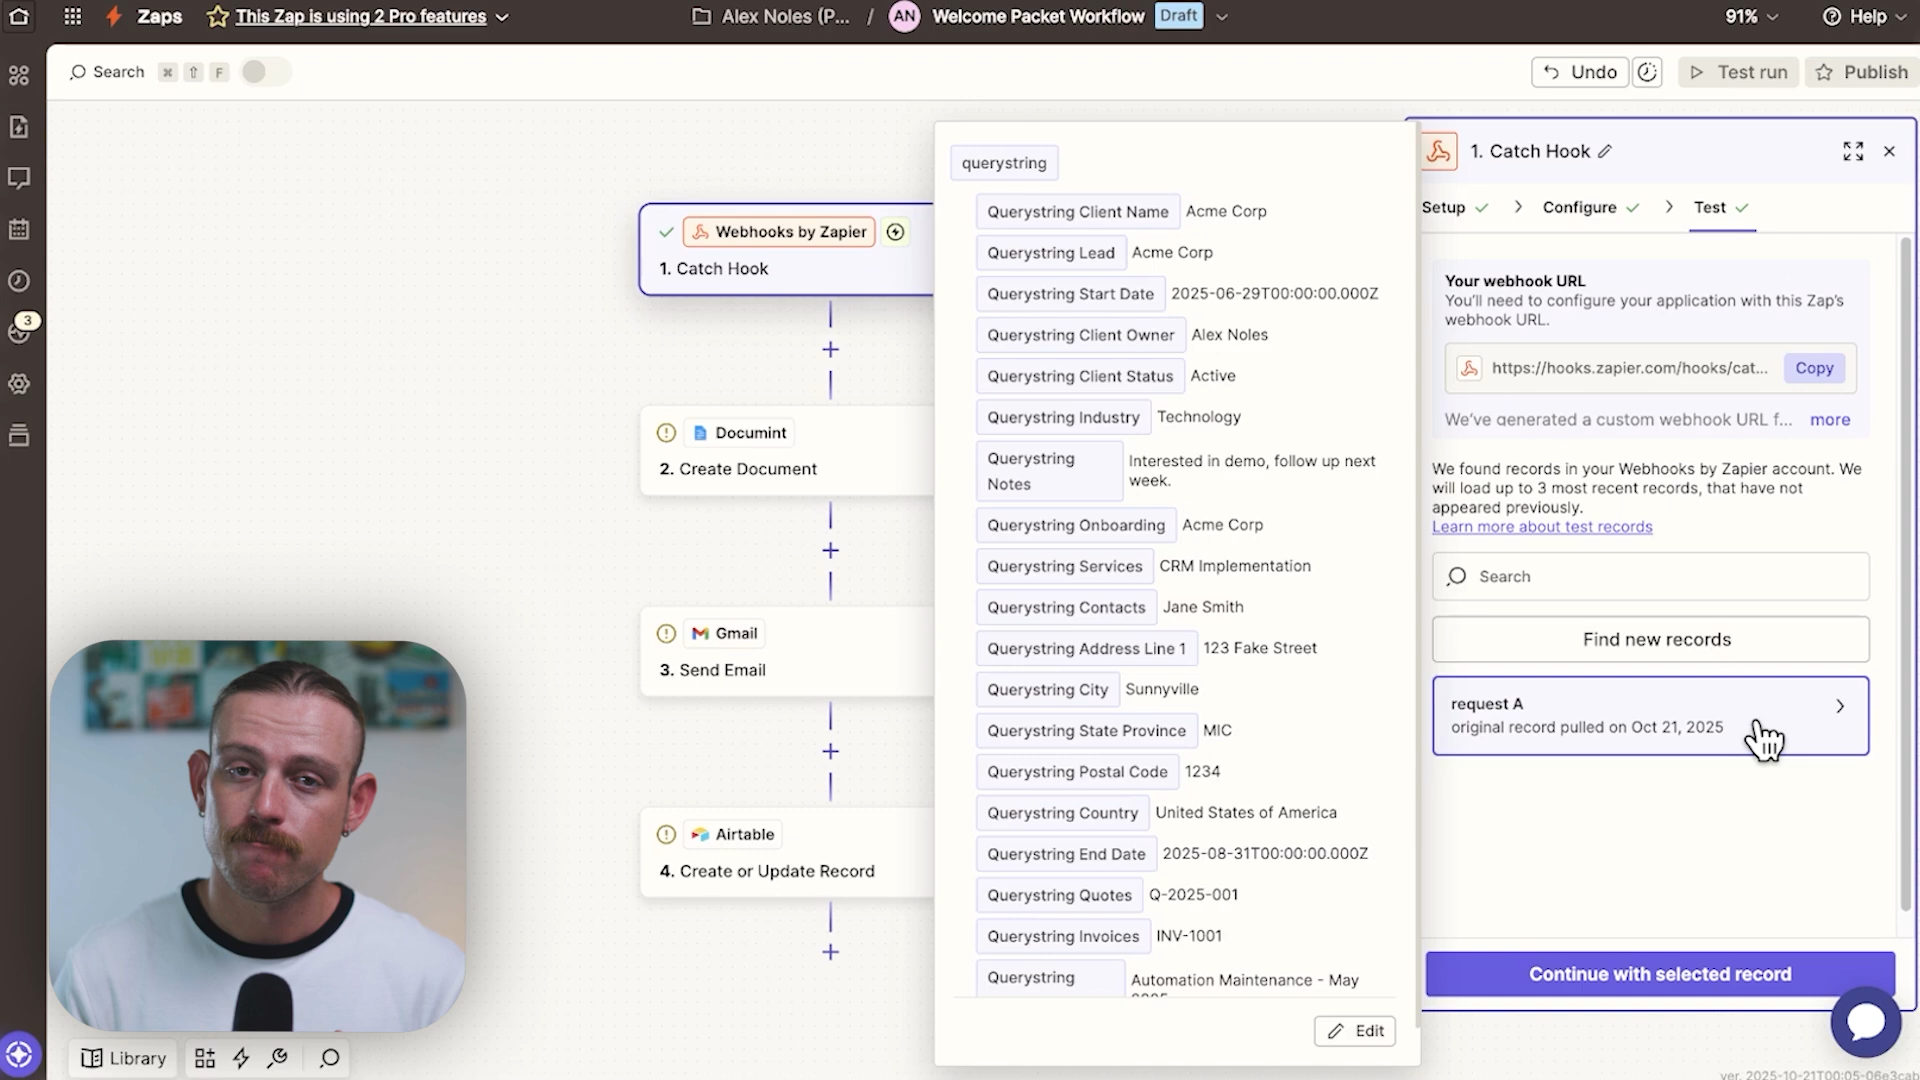 Zaps
This Zap is using 2 Pro features
Alex Noles (P... / AN Welcome Packet Workflow Draft
91%
Help
Search ⌘ ⇧ F
Undo
Test run
Publish
3
Webhooks by Zapier
1. Catch Hook
Documint
2. Create Document
Gmail
3. Send Email
Airtable
4. Create or Update Record
querystring
Querystring Client Name Acme Corp
Querystring Lead Acme Corp
Querystring Start Date 2025-06-29T00:00:00.000Z
Querystring Client Owner Alex Noles
Querystring Client Status Active
Querystring Industry Technology
Querystring Notes
Interested in demo, follow up next
week.
Querystring Onboarding Acme Corp
Querystring Services CRM Implementation
Querystring Contacts Jane Smith
Querystring Address Line 1 123 Fake Street
Querystring City Sunnyville
Querystring State Province MIC
Querystring Postal Code 1234
Querystring Country United States of America
Querystring End Date 2025-08-31T00:00:00.000Z
Querystring Quotes Q-2025-001
Querystring Invoices INV-1001
Querystring
Automation Maintenance - May
Edit
1. Catch Hook
Setup
Configure
Test
Your webhook URL
You'll need to configure your application with this Zap's
webhook URL.
https://hooks.zapier.com/hooks/cat... Copy
We've generated a custom webhook URL f... more
We found records in your Webhooks by Zapier account. We
will load up to 3 most recent records, that have not
appeared previously.
Learn more about test records
Search
Find new records
request A
original record pulled on Oct 21, 2025
Continue with selected record
Library
ver. 2025-10-21T00:05-06e3cab